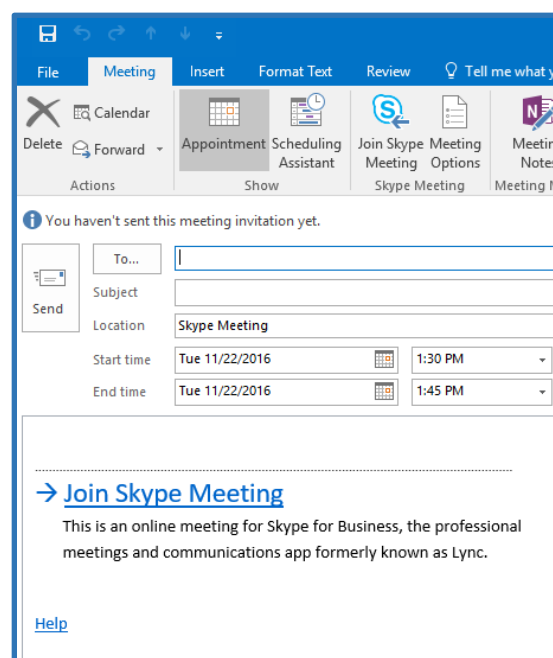 File Meeting Insert Format Text Review Tell me what y
Delete Calendar Forward Appointment Scheduling Assistant Join Skype Meeting Meeting Options Meetin Notes
Actions Show Skype Meeting Meeting N
You haven't sent this meeting invitation yet.
To...
Send
Subject
Location Skype Meeting
Start time Tue 11/22/2016 1:30 PM
End time Tue 11/22/2016 1:45 PM
→ Join Skype Meeting
This is an online meeting for Skype for Business, the professional
meetings and communications app formerly known as Lync.
Help